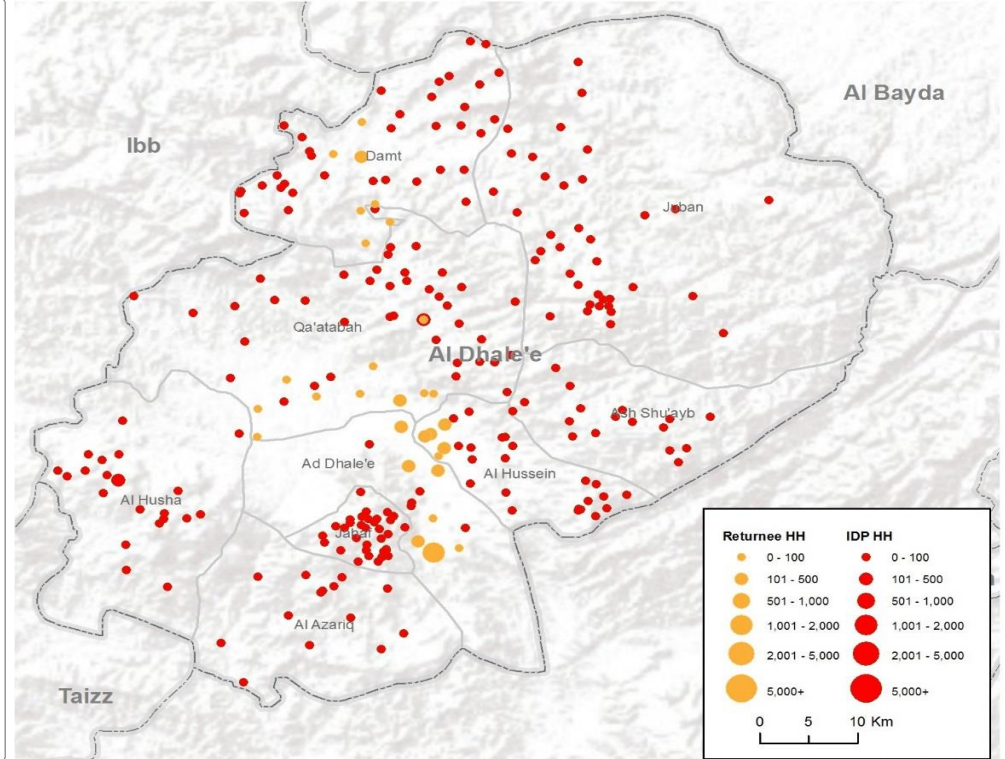 Al Bayda
Ibb
Damt
Juban
Qa'atabah
Al Dhale'e
Ash Shu'ayb
Ad Dhale'e
Al Hussein
Al Husha
Jahaf
Al Azariq
Taizz
Returnee HH IDP HH
0 - 100 0 - 100
101 - 500 101 - 500
501 - 1,000 501 - 1,000
1,001 - 2,000 1,001 - 2,000
2,001 - 5,000 2,001 - 5,000
5,000+ 5,000+
0 5 10 Km